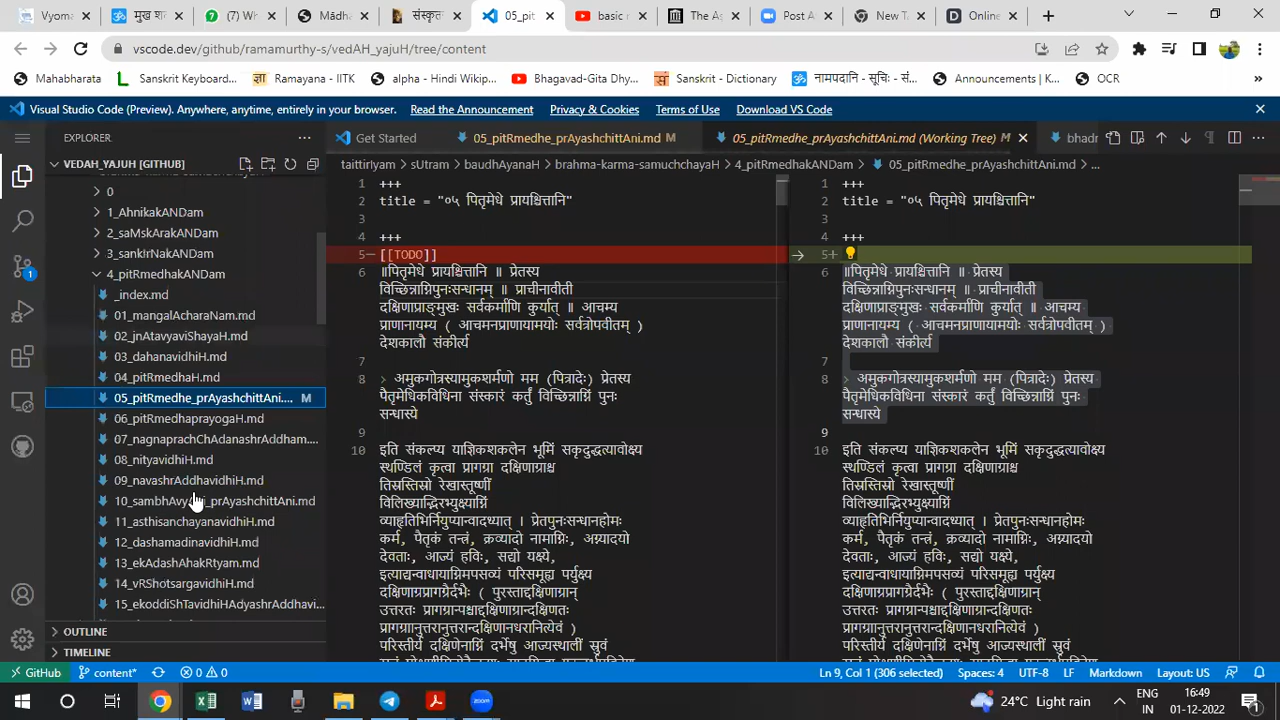 Vyoma
मुख श
(7) Wh
Mādha
संस्कृत
05_pit
basic r
The Ag
Post A
New Ta
Online
vscode.dev/github/ramamurthy-s/vedAH_yajuH/tree/content
Mahabharata
Sanskrit Keyboard...
Ramayana - IITK
alpha - Hindi Wikip...
Bhagavad-Gita Dhy...
Sanskrit - Dictionary
नामपदानि - सूचिः - सं...
Announcements | K...
OCR
»
Visual Studio Code (Preview). Anywhere, anytime, entirely in your browser. Read the Announcement Privacy & Cookies Terms of Use Download VS Code
EXPLORER
Get Started
05_pitRmedhe_prAyashchittAni.md M
05_pitRmedhe_prAyashchittAni.md (Working Tree) M
bhadr
VEDAH_YAJUH [GITHUB]
taittiriyam > sUtram > baudhAyanaH > brahma-karma-samuchchayaH > 4_pitRmedhakANDam > 05_pitRmedhe_prAyashchittAni.md > ...
0
1_AhnikakANDam
2_saMskArakANDam
3_sankIrNakANDam
4_pitRmedhakANDam
_index.md
01_mangalAcharaNam.md
02_jnAtavyaviShayaH.md
03_dahanavidhiH.md
04_pitRmedhaH.md
05_pitRmedhe_prAyashchittAni.... M
06_pitRmedhaprayogaH.md
07_nagnaprachChAdanashrAddham....
08_nityavidhiH.md
09_navashrAddhavidhiH.md
10_sambhAvy ni_prAyashchittAni.md
11_asthisanchayanavidhiH.md
12_dashamadinavidhiH.md
13_ekAdashAhakRtyam.md
14_vRShotsargavidhiH.md
15_ekoddiShTavidhiHAdyashrAddhavi...
OUTLINE
TIMELINE
1 +++
2 title = "०५ पितृमेधे प्रायश्चित्तानि"
3
4 +++
5 [[TODO]]
6 ॥पितृमेधे प्रायश्चित्तानि ॥ प्रेतस्य
विच्छिन्नाग्निपुनःसन्धानम् ॥ प्राचीनावीती
दक्षिणाप्राङ्मुखः सर्वकर्माणि कुर्यात् ॥ आचम्य
प्राणानायम्य ( आचमनप्राणायामयोः सर्वत्रोपवीतम् )
देशकालौ संकीर्त्य
7
8 > अमुकगोत्रस्यामुकशर्मणो मम (पित्रादेः) प्रेतस्य
पैतृमेधिकविधिना संस्कारं कर्तुं विच्छिन्नाग्निं पुनः
सन्धास्ये
9
10 इति संकल्प्य याज्ञिकशकलेन भूमिं सकृदुद्धत्यावोक्ष्य
स्थण्डिलं कृत्वा प्रागग्रा दक्षिणाग्राश्च
तिस्रस्तिस्रो रेखास्तूष्णीं
विलिख्याद्भिरभ्युक्ष्याग्निं
व्याहृतिभिर्नियुप्यान्वादध्यात् । प्रेतपुनःसन्धानहोमः
कर्म, पैतृकं तन्त्रं, क्रव्यादो नामाग्निः, अग्न्यादयो
देवताः, आज्यं हविः, सद्यो यक्ष्ये,
इत्याद्यन्वाधायाग्निमपसव्यं परिसमूह्य पर्युक्ष्य
दक्षिणाग्रप्रागग्रैर्दर्भैः ( पुरस्ताद्दक्षिणाग्रान्
उत्तरतः प्रागग्रान्पश्चाद्दक्षिणाग्रान्दक्षिणतः
प्रागग्रानुत्तरानुत्तरान्दक्षिणानधरानित्येवं )
परिस्तीर्य दक्षिणेनाग्निं दर्भेषु आज्यस्थालीं स्रुवं
1 +++
2 title = "०५ पितृमेधे प्रायश्चित्तानि"
3
4 +++
5
6 ॥पितृमेधे प्रायश्चित्तानि ॥ प्रेतस्य
विच्छिन्नाग्निपुनःसन्धानम् ॥ प्राचीनावीती
दक्षिणाप्राङ्मुखः सर्वकर्माणि कुर्यात् ॥ आचम्य
प्राणानायम्य ( आचमनप्राणायामयोः सर्वत्रोपवीतम् )
देशकालौ संकीर्त्य
7
8 > अमुकगोत्रस्यामुकशर्मणो मम (पित्रादेः) प्रेतस्य
पैतृमेधिकविधिना संस्कारं कर्तुं विच्छिन्नाग्निं पुनः
सन्धास्ये
9
10 इति संकल्प्य याज्ञिकशकलेन भूमिं सकृदुद्धत्यावोक्ष्य
स्थण्डिलं कृत्वा प्रागग्रा दक्षिणाग्राश्च
तिस्रस्तिस्रो रेखास्तूष्णीं
विलिख्याद्भिरभ्युक्ष्याग्निं
व्याहृतिभिर्नियुप्यान्वादध्यात् । प्रेतपुनःसन्धानहोमः
कर्म, पैतृकं तन्त्रं, क्रव्यादो नामाग्निः, अग्न्यादयो
देवताः, आज्यं हविः, सद्यो यक्ष्ये,
इत्याद्यन्वाधायाग्निमपसव्यं परिसमूह्य पर्युक्ष्य
दक्षिणाग्रप्रागग्रैर्दर्भैः ( पुरस्ताद्दक्षिणाग्रान्
उत्तरतः प्रागग्रान्पश्चाद्दक्षिणाग्रान्दक्षिणतः
प्रागग्रानुत्तरानुत्तरान्दक्षिणानधरानित्येवं )
परिस्तीर्य दक्षिणेनाग्निं दर्भेषु आज्यस्थालीं स्रुवं
GitHub content* 0 0 Ln 9, Col 1 (306 selected) Spaces: 4 UTF-8 LF Markdown Layout: US
24°C Light rain
ENG
IN
16:49
01-12-2022